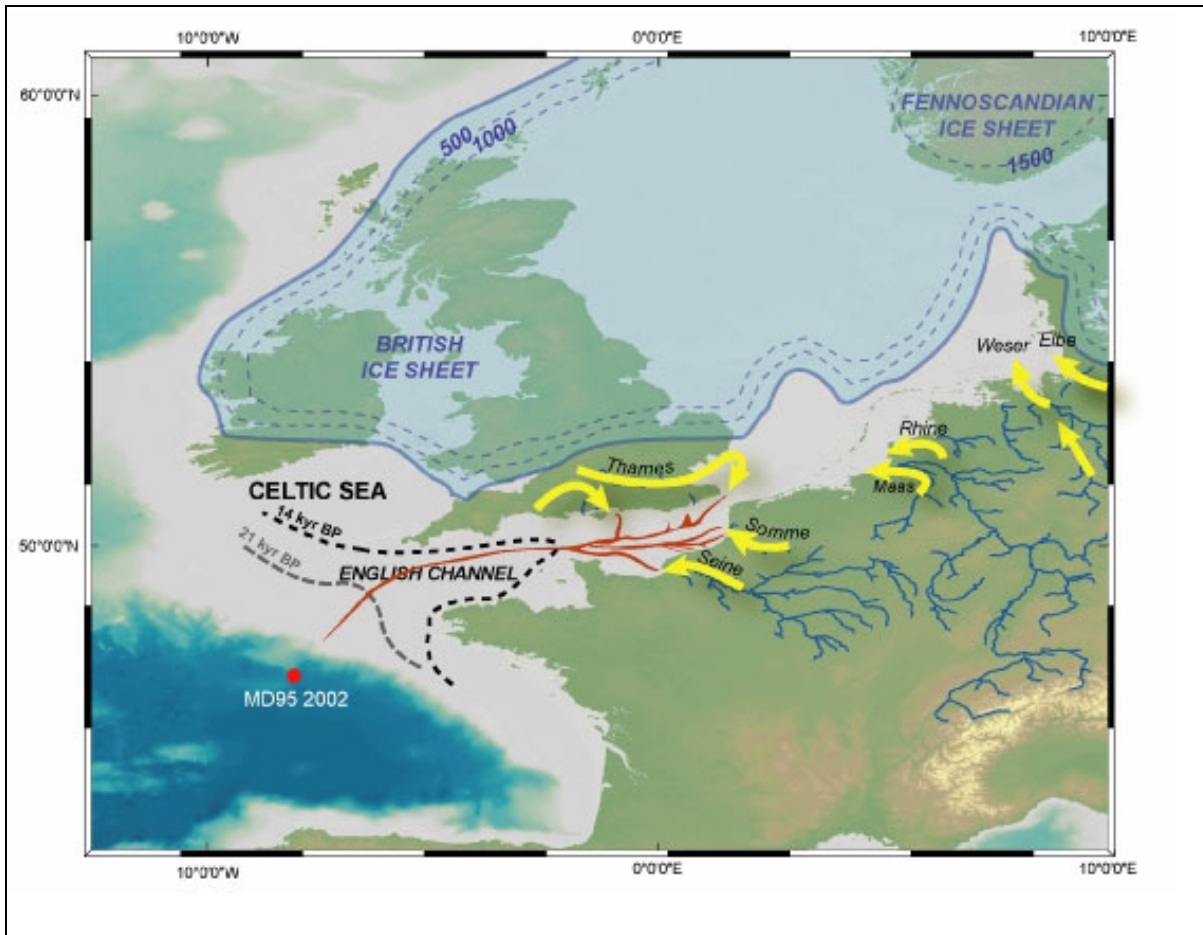 10°0'0"W
0°0'0"E
10°0'0"E
60°0'0"N
FENNOSCANDIAN
ICE SHEET
1500
500
1000
BRITISH
ICE SHEET
Weser
Elbe
Rhine
Maas
Thames
CELTIC SEA
14 kyr BP
21 kyr BP
50°0'0"N
ENGLISH CHANNEL
Somme
Seine
MD95 2002
10°0'0"W
0°0'0"E
10°0'0"E